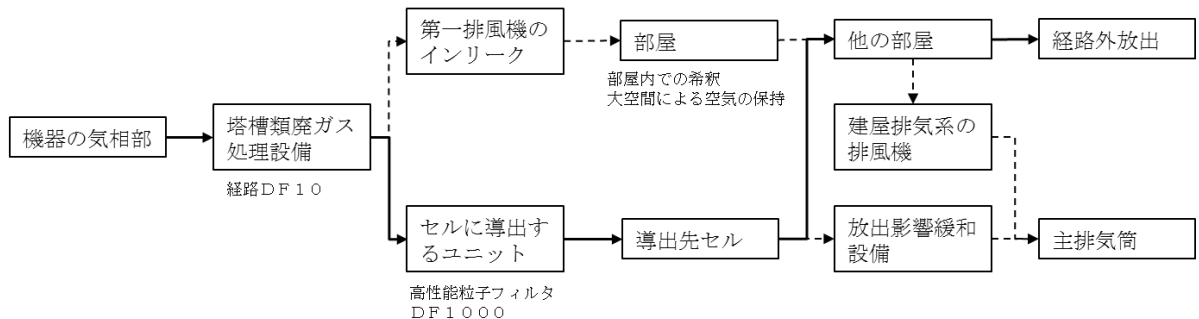 第一排風機の
インリーク
部屋
他の部屋
経路外放出
部屋内での希釈
大空間による空気の保持
機器の気相部
塔槽類廃ガス
処理設備
建屋排気系の
排風機
経路ＤＦ１０
セルに導出す
るユニット
導出先セル
放出影響緩和
設備
主排気筒
高性能粒子フィルタ
ＤＦ１０００